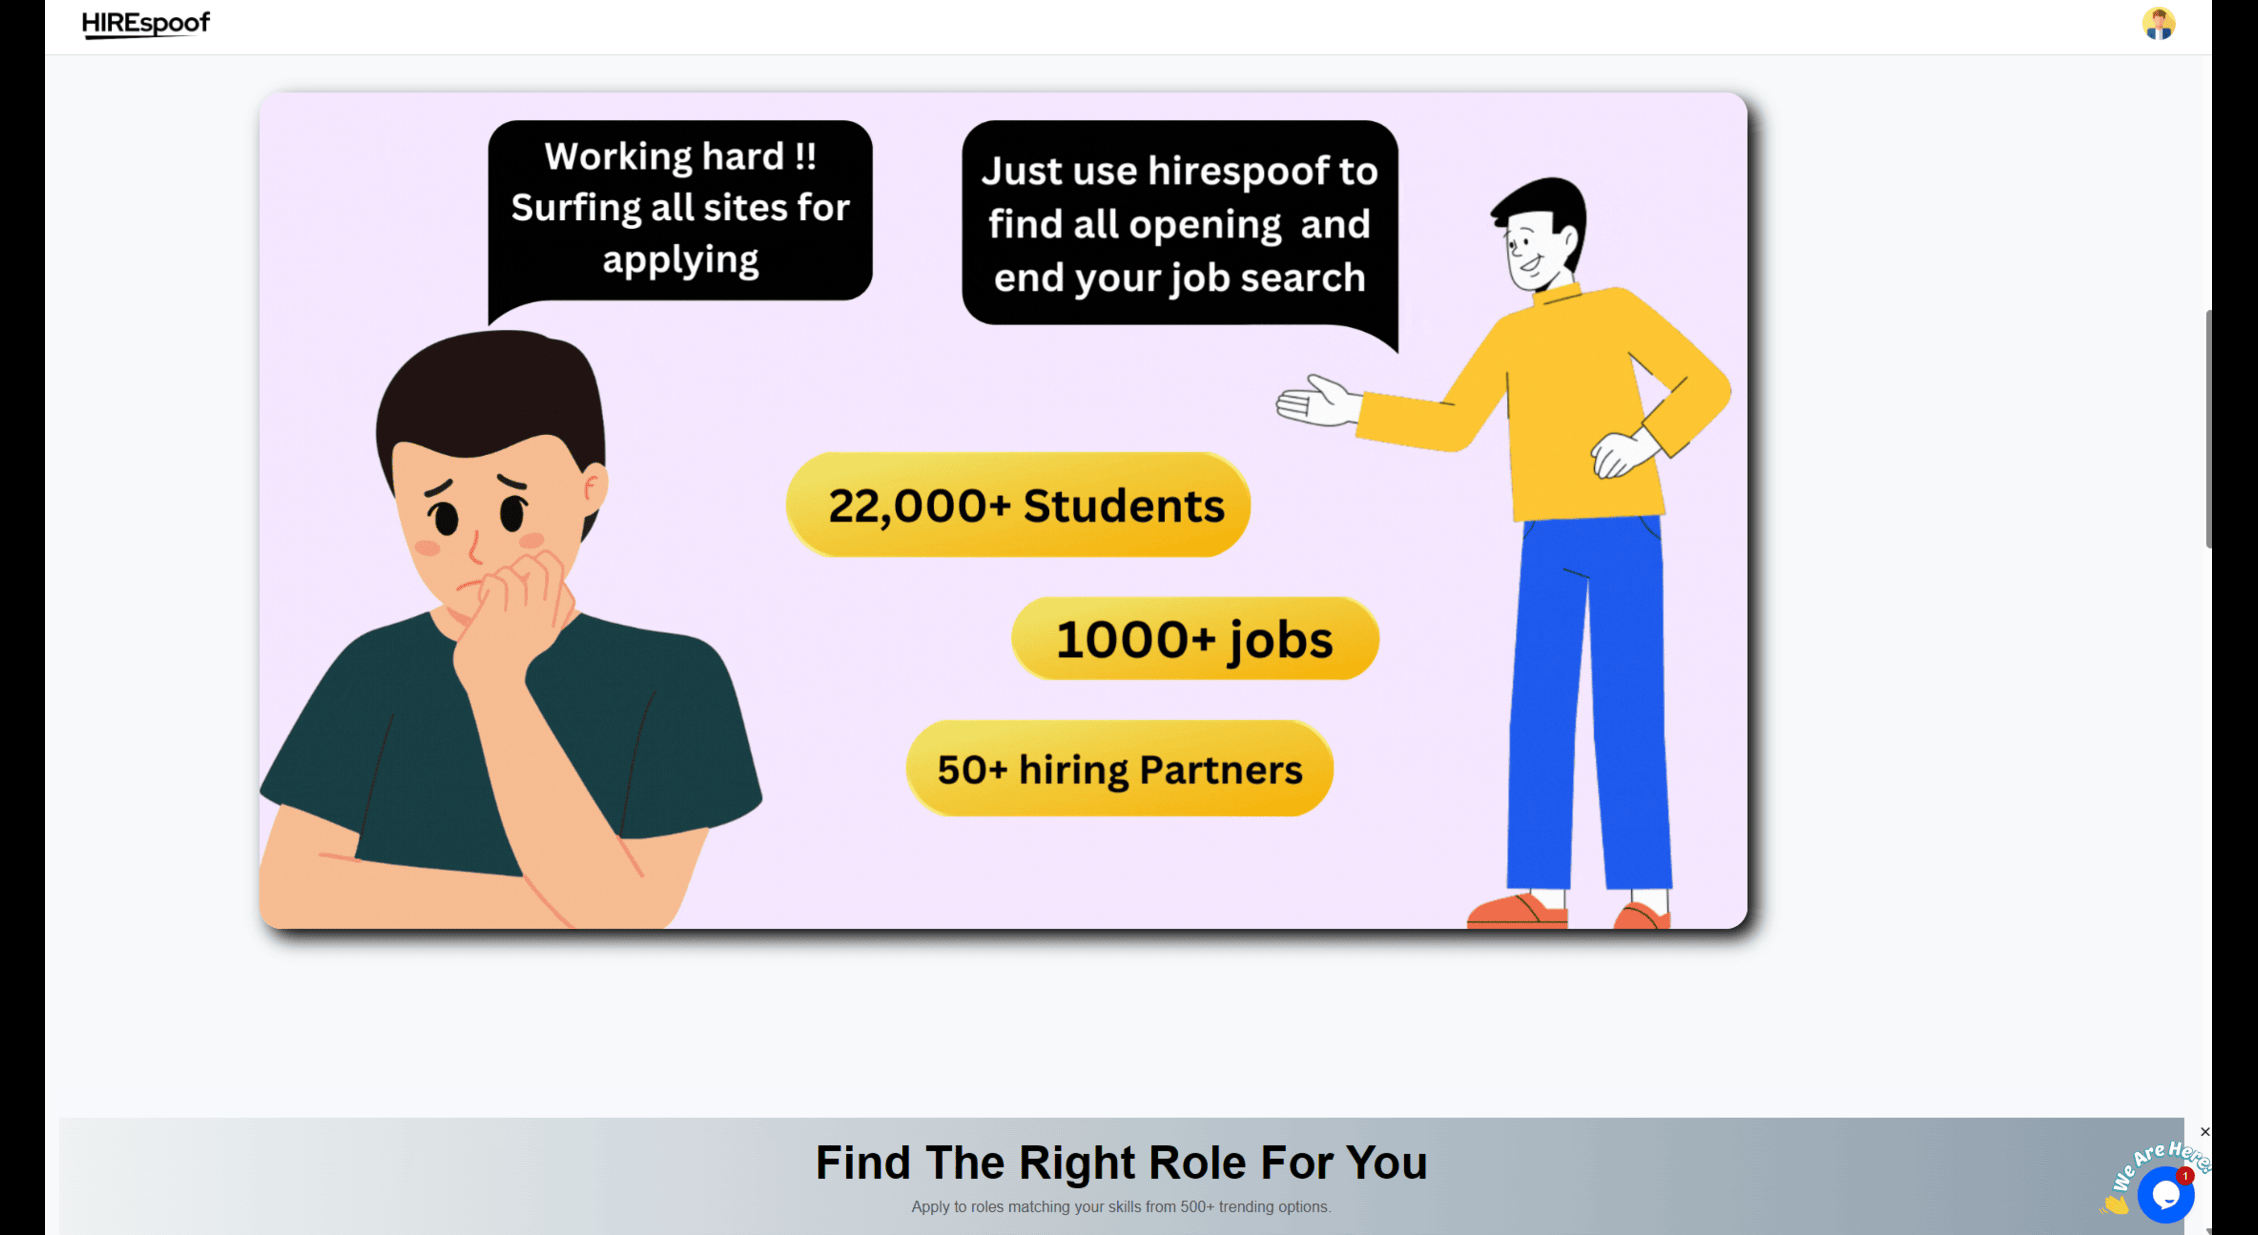 HIREspoof
Working hard !!
Surfing all sites for
applying
Just use hirespoof to
find all opening and
end your job search
22,000+ Students
1000+ jobs
50+ hiring Partners
Find The Right Role For You
Apply to roles matching your skills from 500+ trending options.
We Are Here!
1